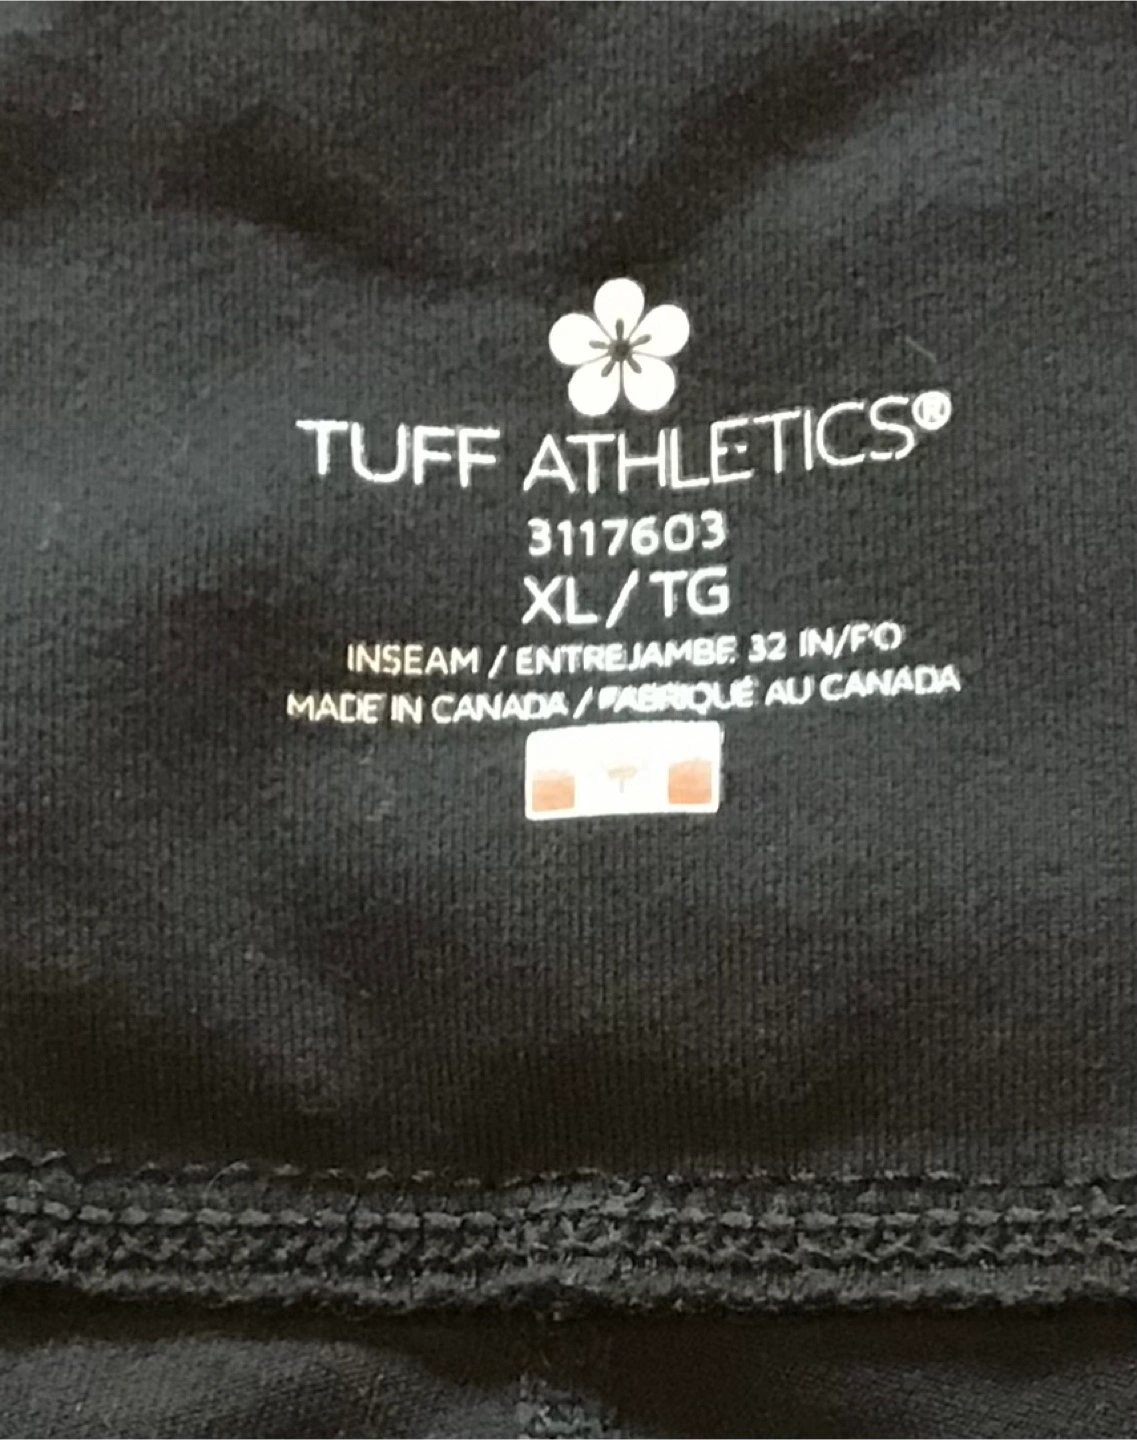 TUFF ATHLETICS®
3117603
XL / TG
INSEAM / ENTREJAMBE 32 IN/PO
MADE IN CANADA / FABRIQUÉ AU CANADA